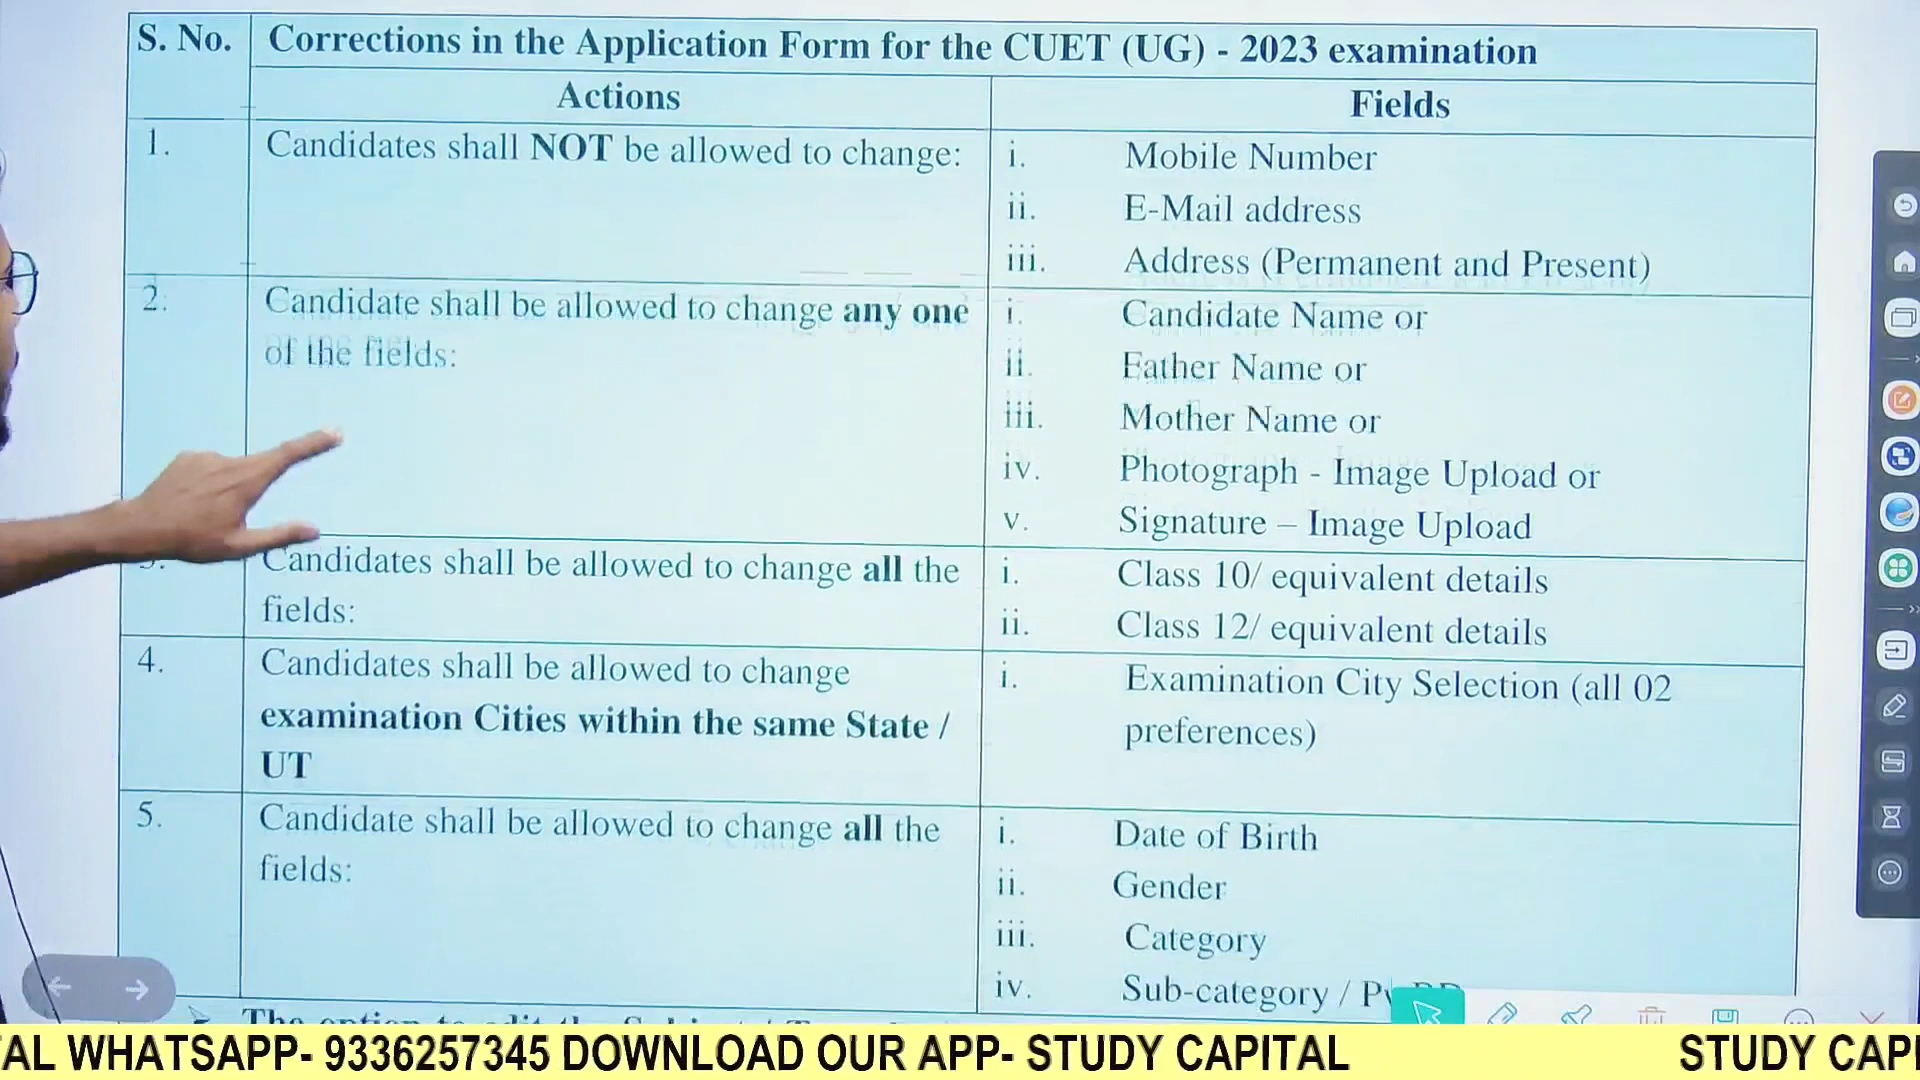 S. No. Corrections in the Application Form for the CUET (UG) - 2023 examination
Actions Fields
1. Candidates shall NOT be allowed to change: i. Mobile Number
ii. E-Mail address
iii. Address (Permanent and Present)
2. Candidate shall be allowed to change any one i. Candidate Name or
of the fields: ii. Father Name or
iii. Mother Name or
iv. Photograph - Image Upload or
v. Signature – Image Upload
Candidates shall be allowed to change all the i. Class 10/ equivalent details
fields: ii. Class 12/ equivalent details
4. Candidates shall be allowed to change i. Examination City Selection (all 02
examination Cities within the same State / preferences)
UT
5. Candidate shall be allowed to change all the i. Date of Birth
fields: ii. Gender
iii. Category
iv. Sub-category /
AL WHATSAPP- 9336257345 DOWNLOAD OUR APP- STUDY CAPITAL STUDY CAPI